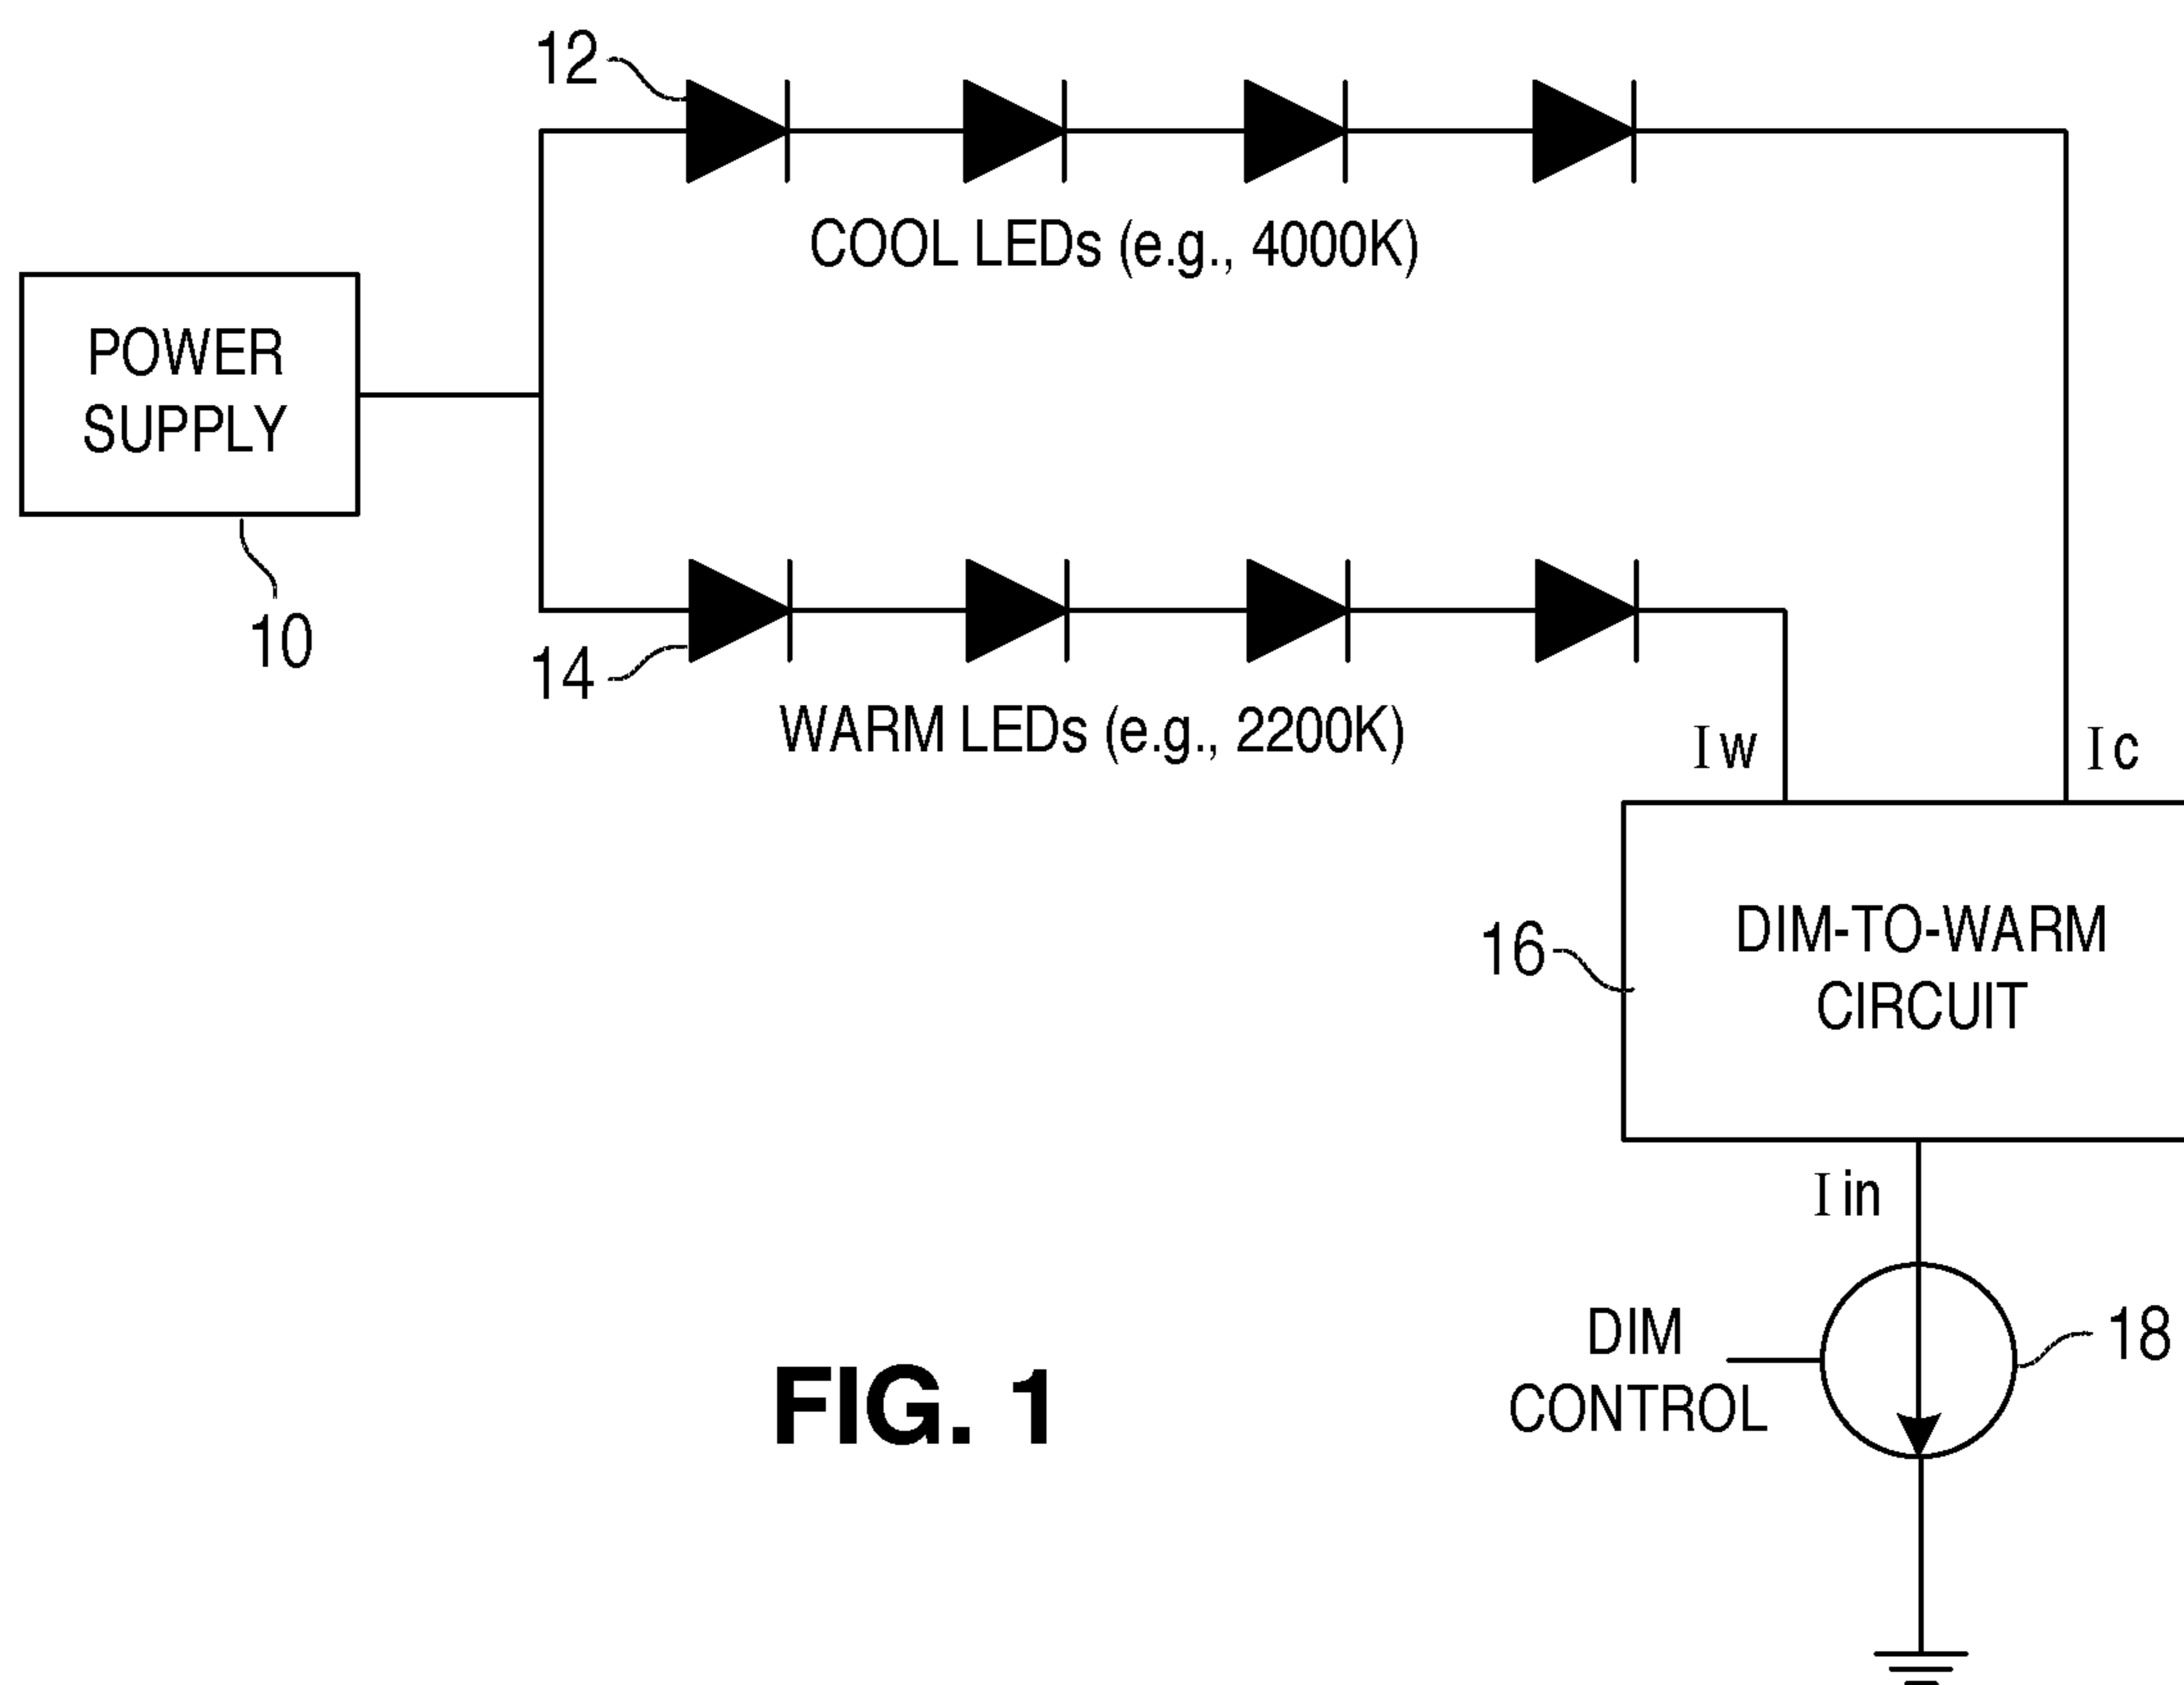 12
COOL LEDs (e.g., 4000K)
POWER
SUPPLY
10
14
WARM LEDs (e.g., 2200K)
Iw
Ic
16
DIM-TO-WARM
CIRCUIT
Iin
DIM
CONTROL
18
FIG. 1